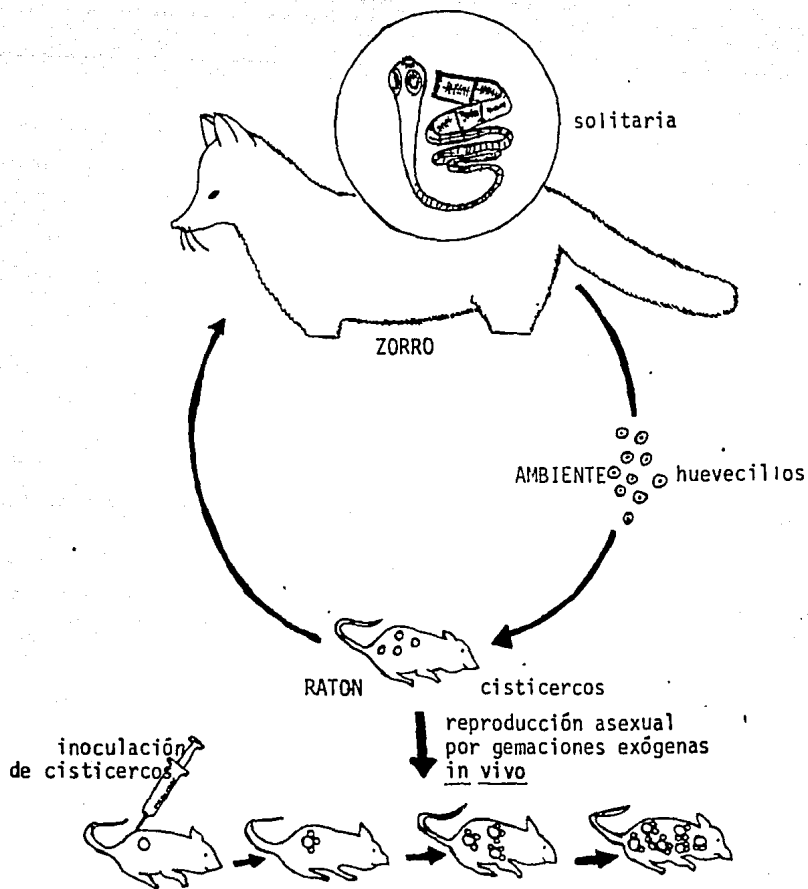 solitaria
ZORRO
AMBIENTE huevecillos
RATON cisticercos
reproducción asexual
por gemaciones exógenas
in vivo
inoculación
de cisticercos